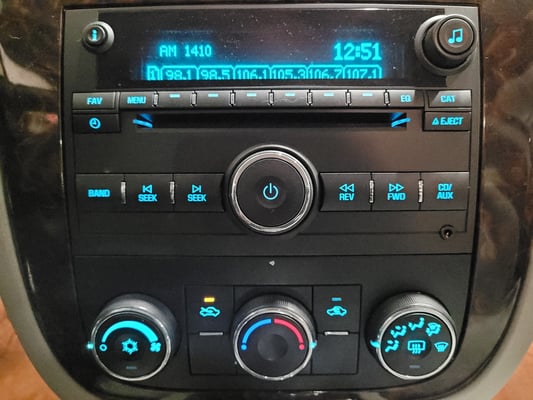 AM 1410 12:51
1 98.1 98.5 106.1 105.3 106.7 107.1
FAV MENU EQ CAT
EJECT
BAND SEEK SEEK REV FWD CD/AUX